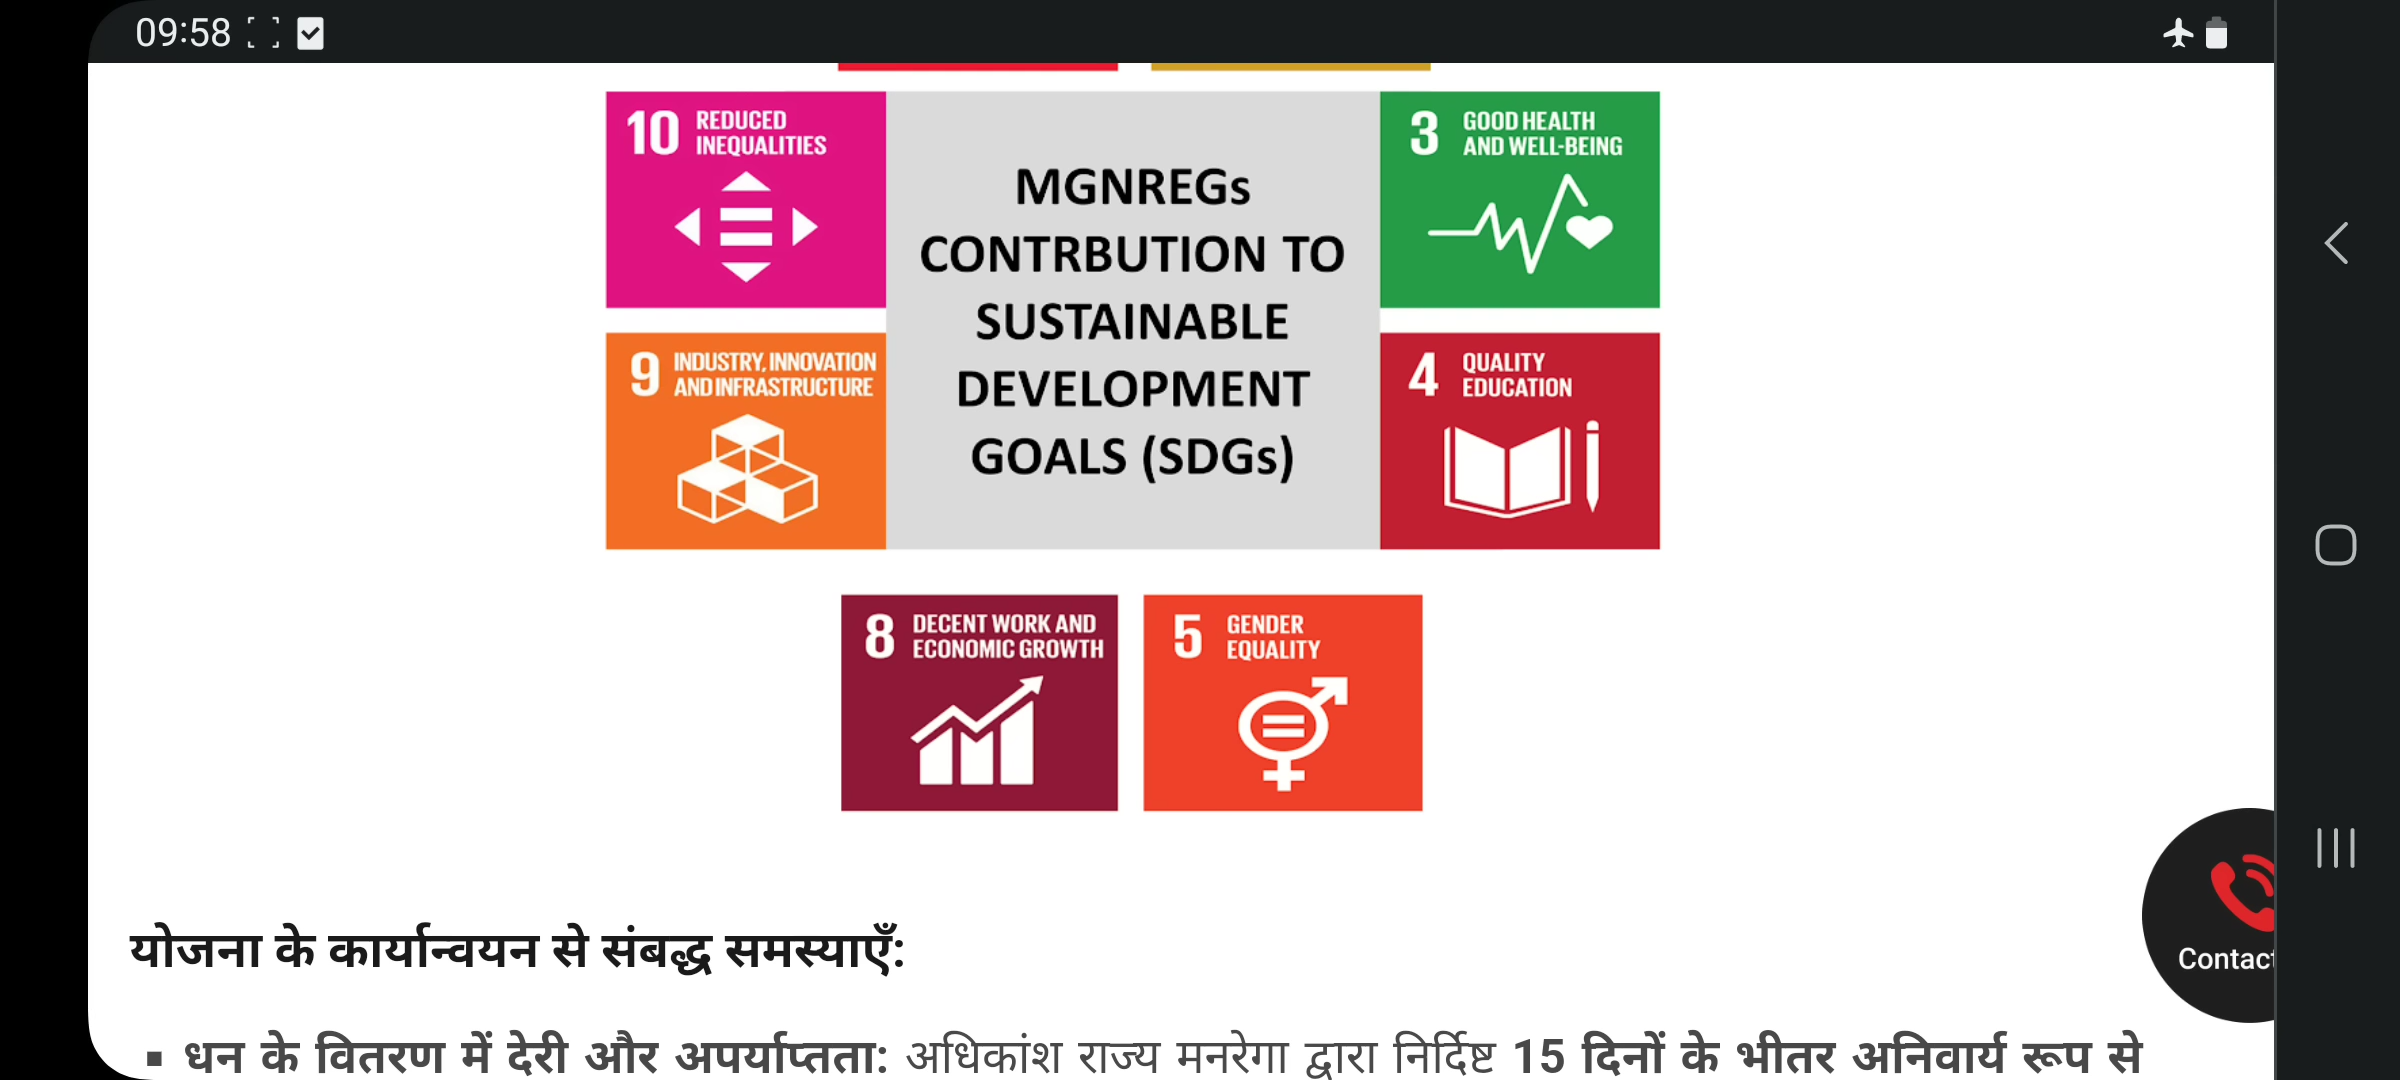 09:58
10 REDUCED
INEQUALITIES
MGNREGs
CONTRBUTION TO
SUSTAINABLE
DEVELOPMENT
GOALS (SDGs)
3 GOOD HEALTH
AND WELL-BEING
9 INDUSTRY, INNOVATION
AND INFRASTRUCTURE
4 QUALITY
EDUCATION
8 DECENT WORK AND
ECONOMIC GROWTH
5 GENDER
EQUALITY
योजना के कार्यान्वयन से संबद्ध समस्याएँ:
Contact
▪ धन के वितरण में देरी और अपर्याप्तता: अधिकांश राज्य मनरेगा द्वारा निर्दिष्ट 15 दिनों के भीतर अनिवार्य रूप से